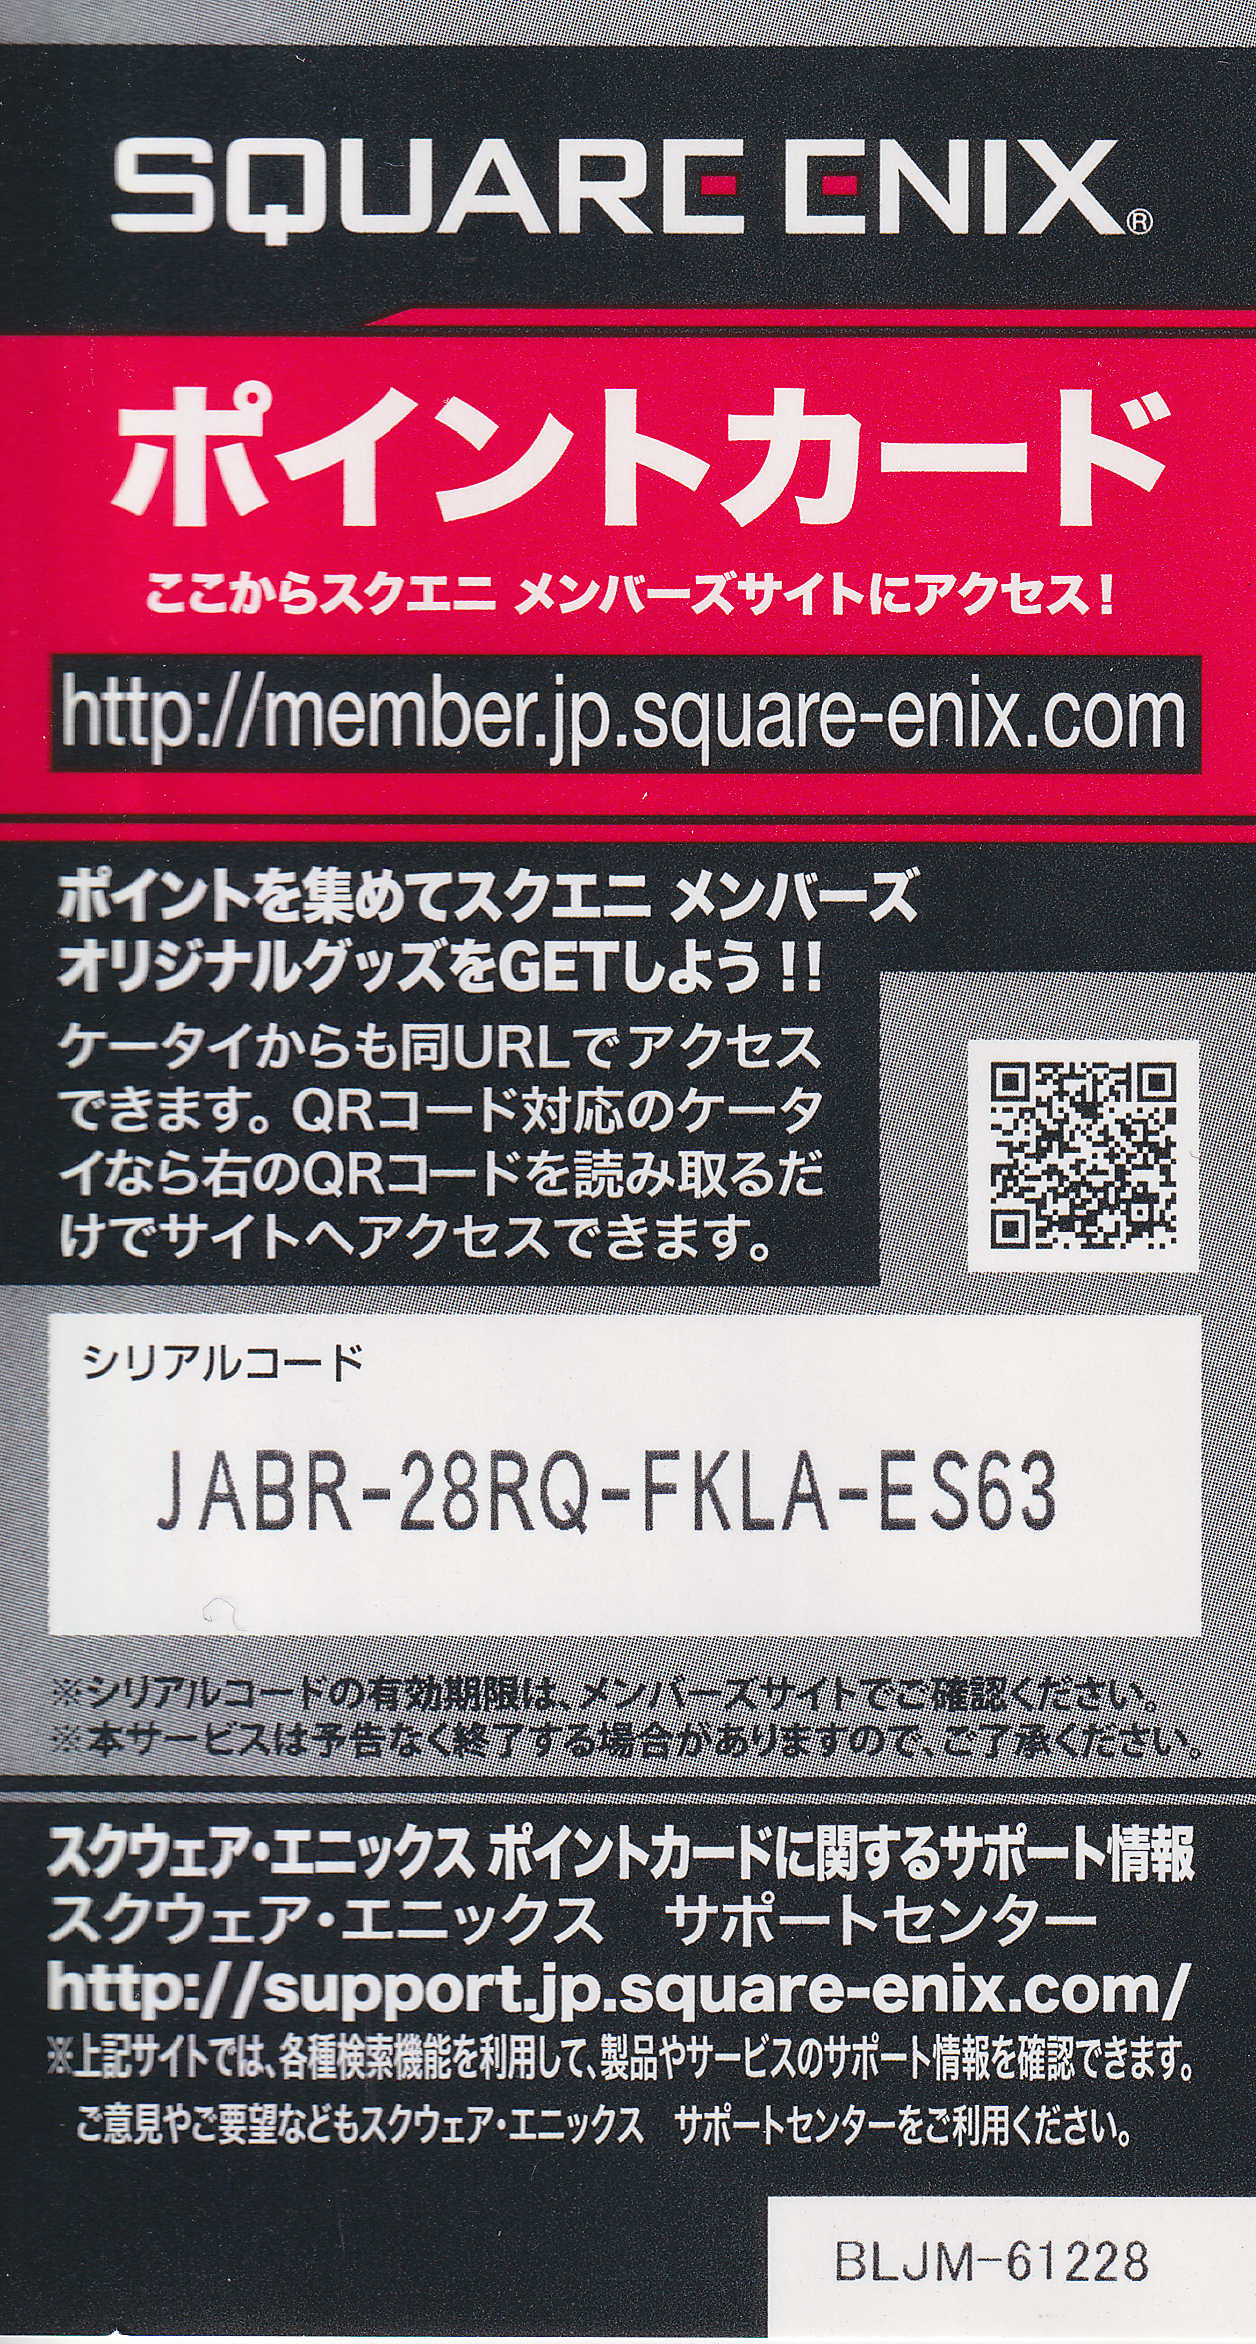 SQUARE ENIX®
ポイントカード
ここからスクエニ メンバーズサイトにアクセス！
http://member.jp.square-enix.com
ポイントを集めてスクエニ メンバーズ
オリジナルグッズをGETしよう！！
ケータイからも同URLでアクセス
できます。QRコード対応のケータ
イなら右のQRコードを読み取るだ
けでサイトへアクセスできます。
シリアルコード
JABR-28RQ-FKLA-ES63
※シリアルコードの有効期限は、メンバーズサイトでご確認ください。
※本サービスは予告なく終了する場合がありますので、ご了承ください。
スクウェア・エニックス ポイントカードに関するサポート情報
スクウェア・エニックス　サポートセンター
http://support.jp.square-enix.com/
※上記サイトでは、各種検索機能を利用して、製品やサービスのサポート情報を確認できます。
ご意見やご要望などもスクウェア・エニックス　サポートセンターをご利用ください。
BLJM-61228